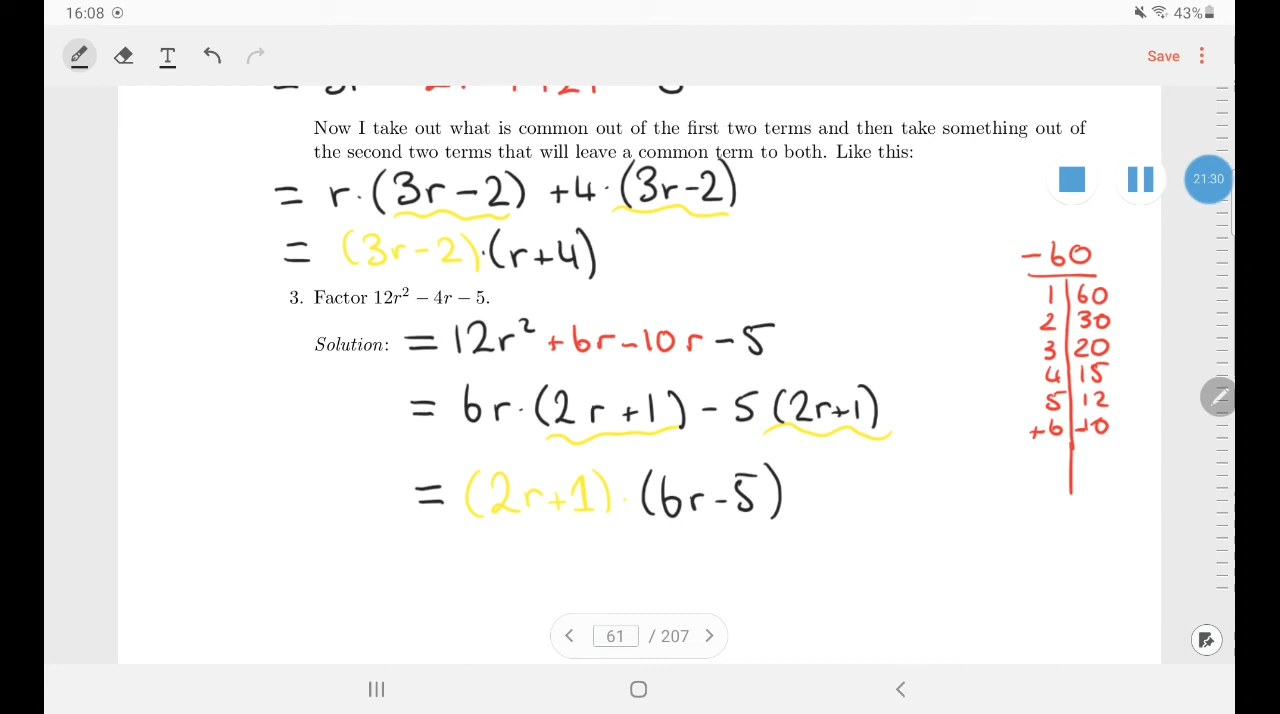 16:08
43%
T
Save
Now I take out what is common out of the first two terms and then take something out of
the second two terms that will leave a common term to both. Like this:
21:30
= r·(3r−2) +4·(3r−2)
= (3r−2)·(r+4)
−60
1 | 60
2 | 30
3 | 20
4 | 15
5 | 12
+6 | −10
3. Factor 12r² − 4r − 5.
Solution: = 12r² +6r−10r −5
= 6r·(2r+1) − 5(2r+1)
= (2r+1)·(6r−5)
< 61 / 207 >